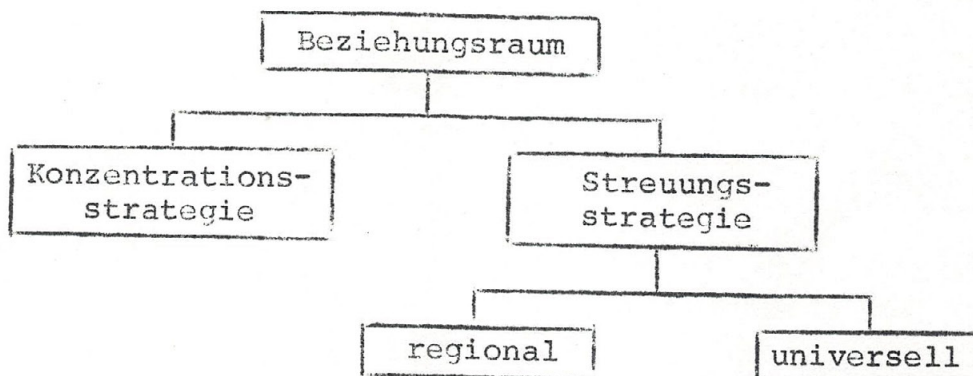 Beziehungsraum
Konzentrations-
strategie
Streuungs-
strategie
regional
universell